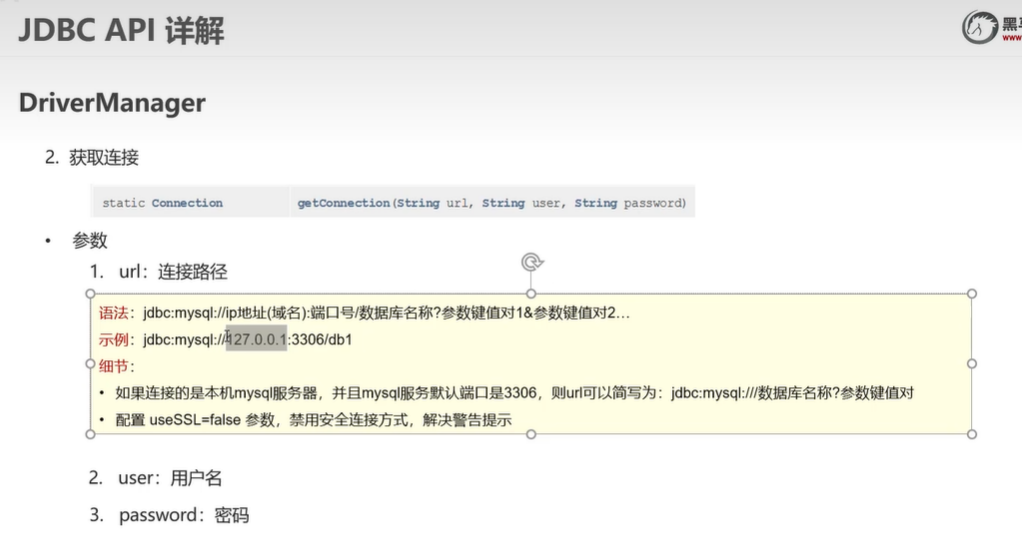 JDBC API 详解
黑
www
DriverManager
2. 获取连接
static Connection getConnection(String url, String user, String password)
• 参数
1. url：连接路径
语法：jdbc:mysql://ip地址(域名):端口号/数据库名称?参数键值对1&参数键值对2…
示例：jdbc:mysql://127.0.0.1:3306/db1
细节：
• 如果连接的是本机mysql服务器，并且mysql服务默认端口是3306，则url可以简写为：jdbc:mysql:///数据库名称?参数键值对
• 配置 useSSL=false 参数，禁用安全连接方式，解决警告提示
2. user：用户名
3. password：密码